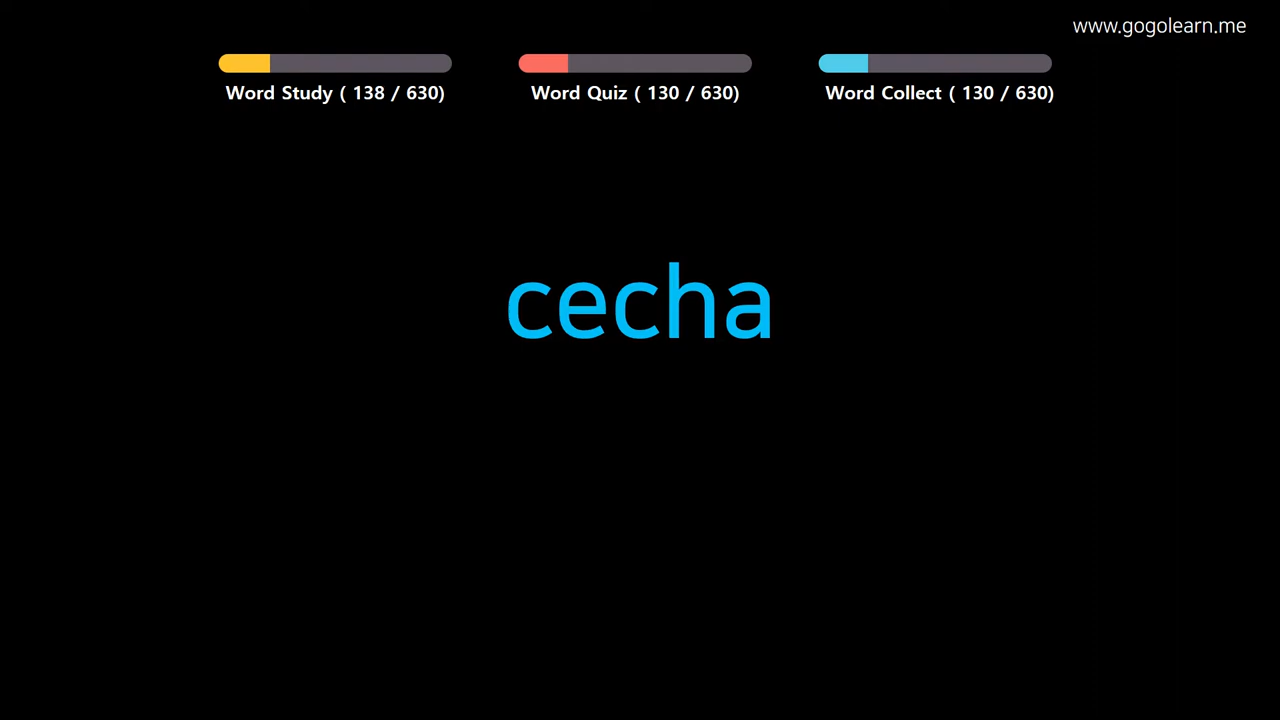 www.gogolearn.me
Word Study ( 138 / 630)
Word Quiz ( 130 / 630)
Word Collect ( 130 / 630)
cecha